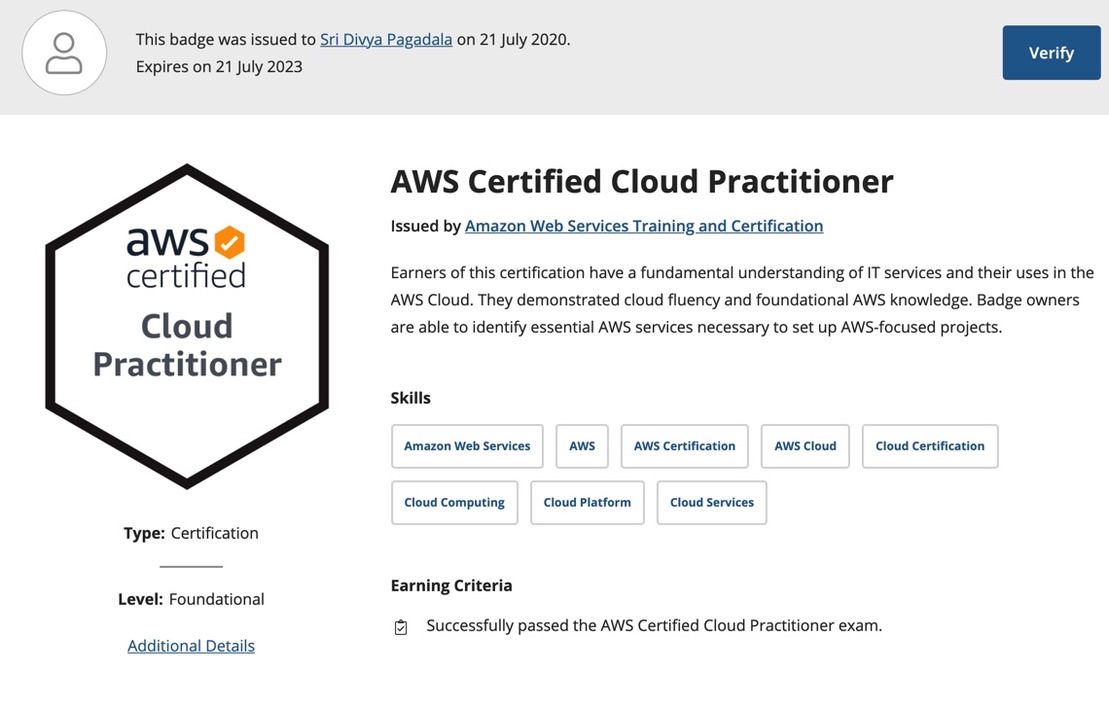 This badge was issued to Sri Divya Pagadala on 21 July 2020.
Expires on 21 July 2023
Verify
aws
certified
Cloud
Practitioner
Type: Certification
Level: Foundational
Additional Details
AWS Certified Cloud Practitioner
Issued by Amazon Web Services Training and Certification
Earners of this certification have a fundamental understanding of IT services and their uses in the
AWS Cloud. They demonstrated cloud fluency and foundational AWS knowledge. Badge owners
are able to identify essential AWS services necessary to set up AWS-focused projects.
Skills
Amazon Web Services AWS AWS Certification AWS Cloud Cloud Certification
Cloud Computing Cloud Platform Cloud Services
Earning Criteria
Successfully passed the AWS Certified Cloud Practitioner exam.